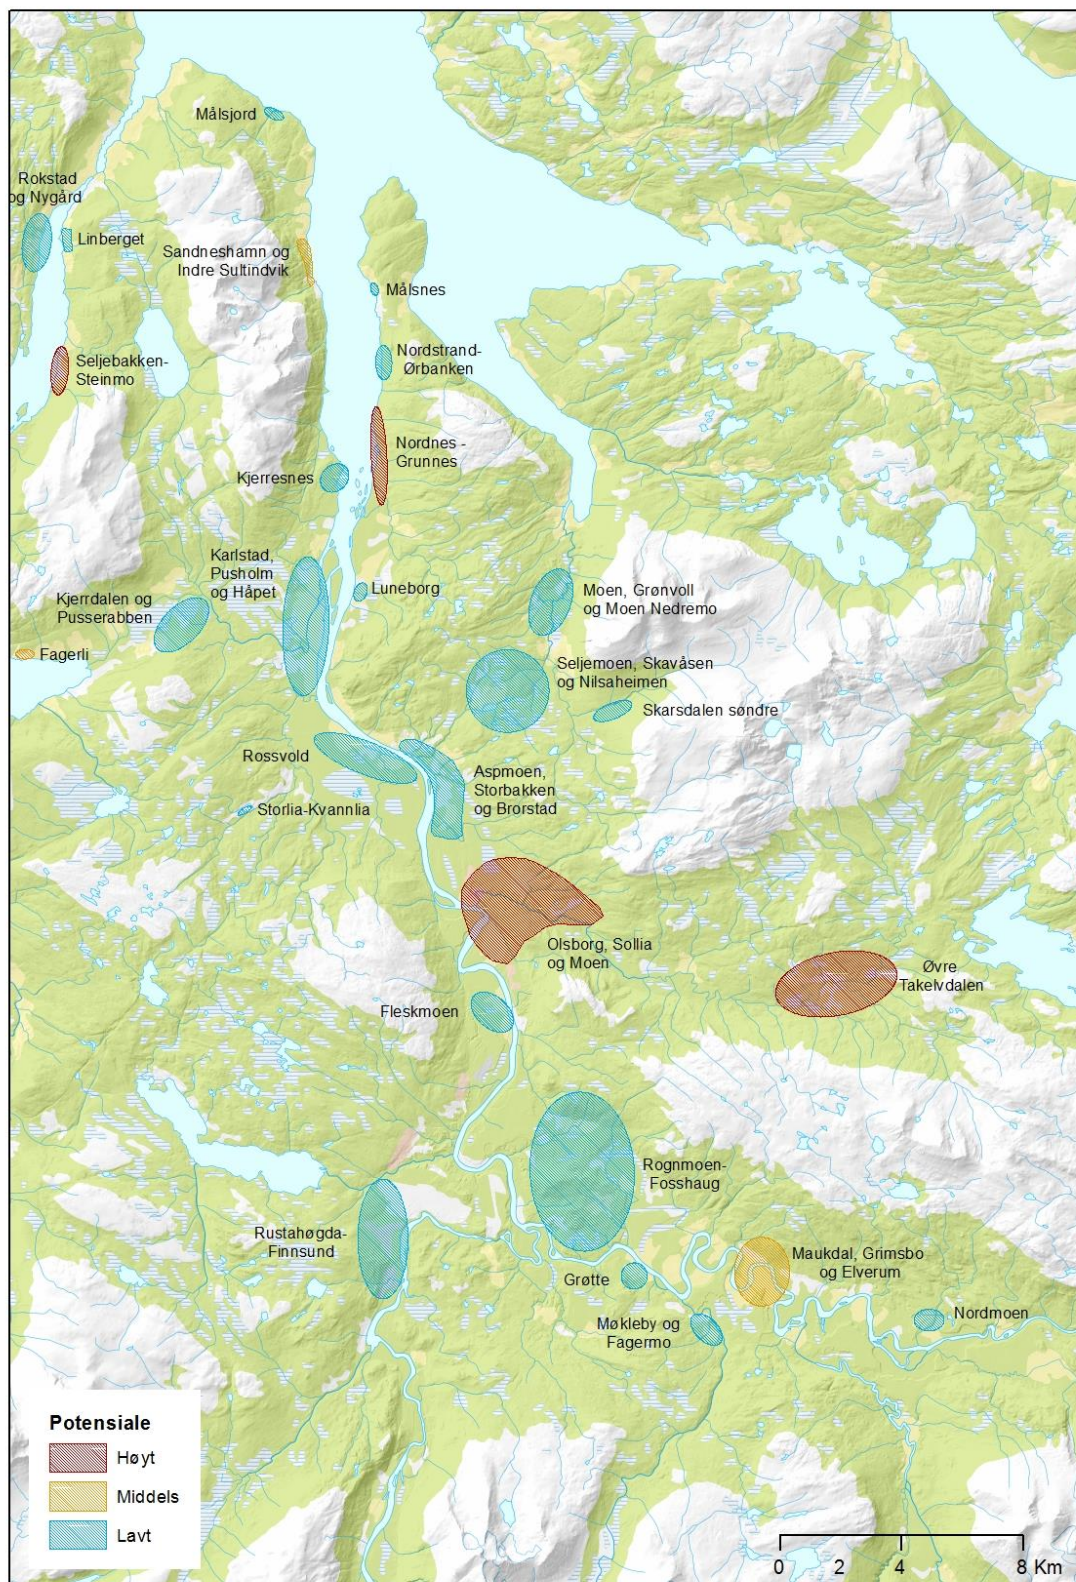 Målsjord
Rokstad
og Nygård
Linberget
Sandneshamn og
Indre Sultindvik
Målsnes
Seljebakken-
Steinmo
Nordstrand-
Ørbanken
Nordnes -
Grunnes
Kjerresnes
Karlstad,
Pusholm
og Håpet
Luneborg
Moen, Grønvoll
og Moen Nedremo
Kjerrdalen og
Pusserabben
Fagerli
Seljemoen, Skavåsen
og Nilsaheimen
Skarsdalen søndre
Rossvold
Aspmoen,
Storbakken
og Brorstad
Storlia-Kvannlia
Olsborg, Sollia
og Moen
Øvre
Takelvdalen
Fleskmoen
Rognmoen-
Fosshaug
Rustahøgda-
Finnsund
Maukdal, Grimsbo
og Elverum
Grøtte
Nordmoen
Møkleby og
Fagermo
Potensiale
Høyt
Middels
Lavt
0 2 4 8 Km